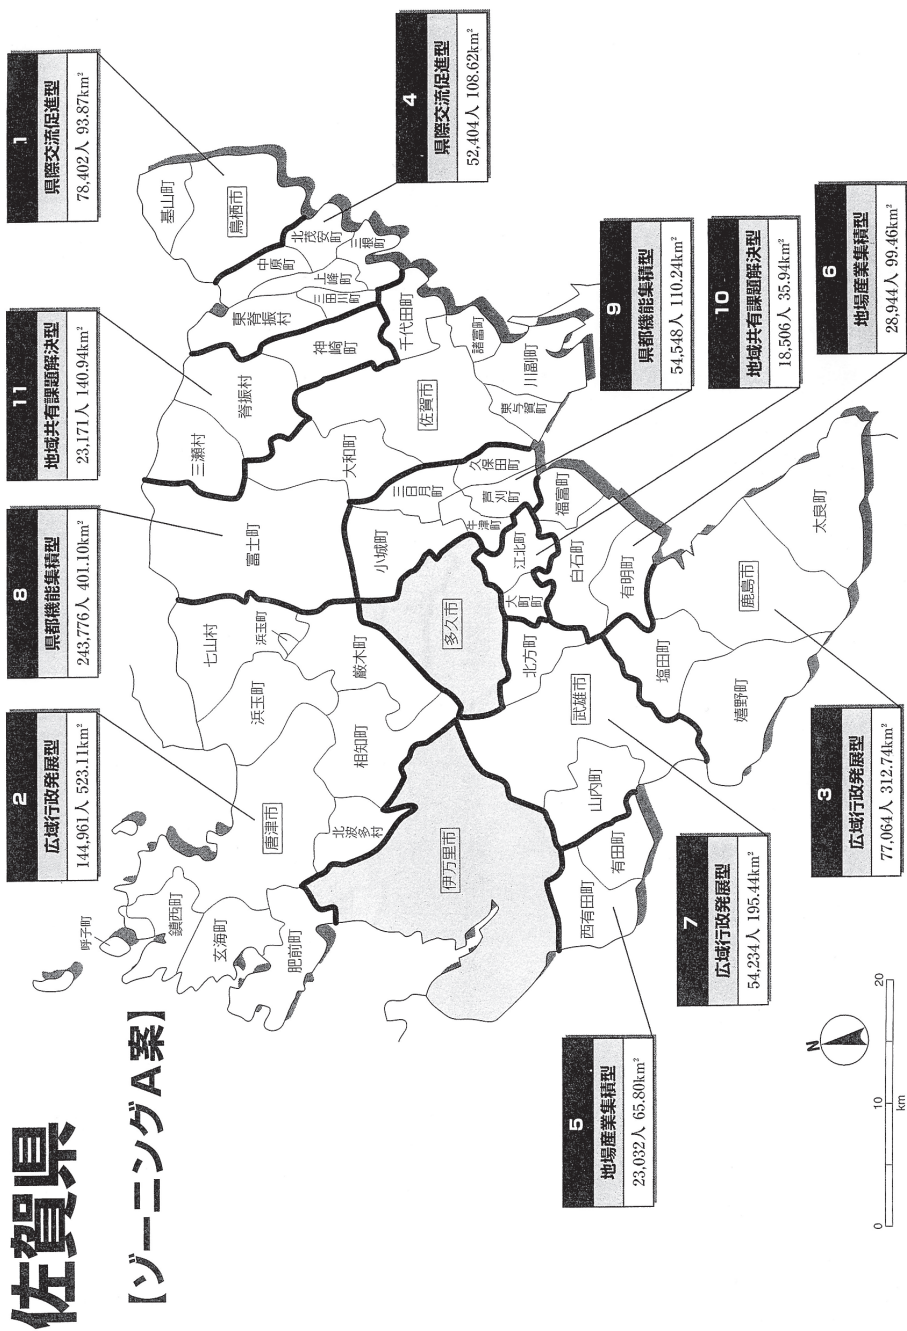 佐賀県
【ゾーニングA案】
1
県際交流促進型
78,402人 93.87km²
11
地域共有課題解決型
23,171人 140.94km²
8
県都機能集積型
243,776人 401.10km²
2
広域行政発展型
144,961人 523.11km²
4
県際交流促進型
52,404人 108.62km²
9
県都機能集積型
54,548人 110.24km²
10
地域共有課題解決型
18,506人 35.94km²
6
地場産業集積型
28,944人 99.46km²
3
広域行政発展型
77,064人 312.74km²
7
広域行政発展型
54,234人 195.44km²
5
地場産業集積型
23,032人 65.80km²
基山町
鳥栖市
北茂安町
三根町
中原町
上峰町
三田川町
東脊振村
神崎町
千代田町
脊振村
三瀬村
諸富町
川副町
東与賀町
佐賀市
大和町
富士町
久保田町
三日月町
芦刈町
牛津町
小城町
福富町
江北町
大町町
白石町
有明町
多久市
七山村
浜玉町
浜玉町
厳木町
相知町
唐津市
北波多村
呼子町
鎮西町
玄海町
肥前町
伊万里市
北方町
武雄市
山内町
有田町
西有田町
塩田町
嬉野町
鹿島市
太良町
N
0
10
20
km